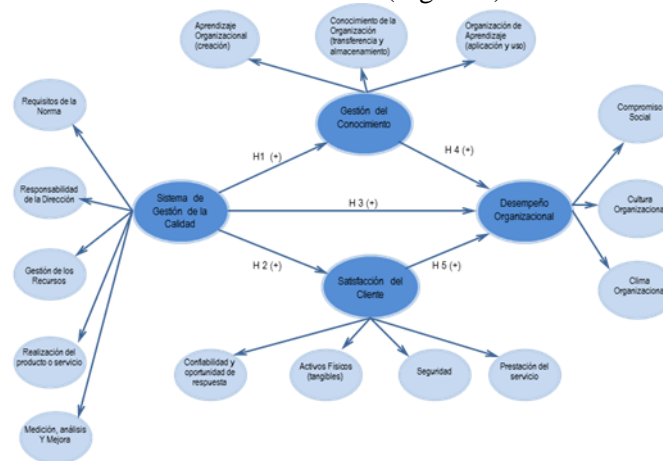 Aprendizaje
Organizacional
(creación)
Conocimiento de la
Organización
(transferencia y
almacenamiento)
Organización de
Aprendizaje
(aplicación y uso)
Requisitos de la
Norma
Gestión del
Conocimiento
Compromiso
Social
H1 (+)
H 4 (+)
Responsabilidad
de la Dirección
Sistema de
Gestión de la
Calidad
H 3 (+)
Desempeño
Organizacional
Cultura
Organizacional
Gestión de los
Recursos
H 2 (+)
H 5 (+)
Satisfacción del
Cliente
Clima
Organizacional
Realización del
producto o servicio
Confiabilidad y
oportunidad de
respuesta
Activos Físicos
(tangibles)
Seguridad
Prestación del
servicio
Medición, análisis
Y Mejora